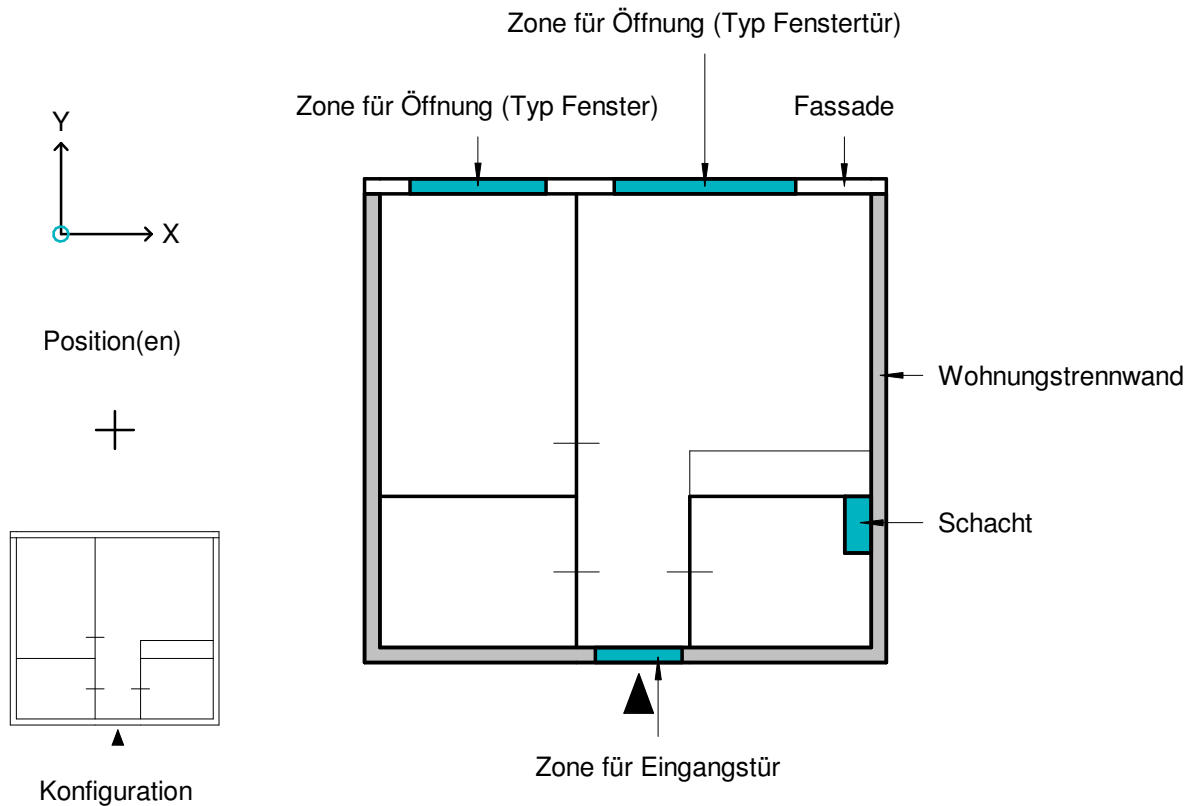 Zone für Öffnung (Typ Fenstertür)
Zone für Öffnung (Typ Fenster)
Fassade
Y
X
Position(en)
Wohnungstrennwand
Schacht
Zone für Eingangstür
Konfiguration